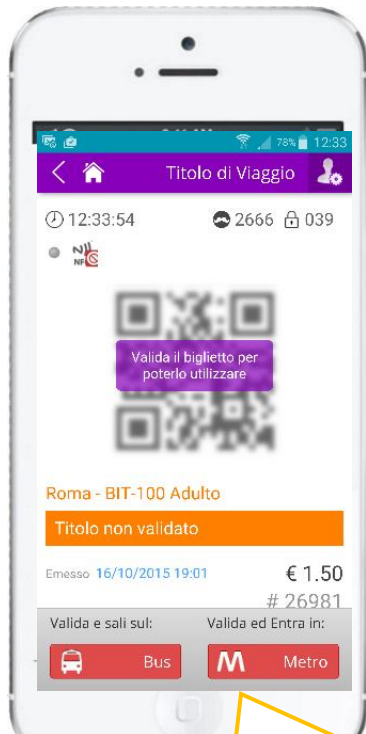 78% 12:33
Titolo di Viaggio
12:33:54 2666 039
NFC
Valida il biglietto per
poterlo utilizzare
Roma - BIT-100 Adulto
Titolo non validato
Emesso 16/10/2015 19:01 € 1.50
# 26981
Valida e sali sul: Valida ed Entra in:
Bus M Metro